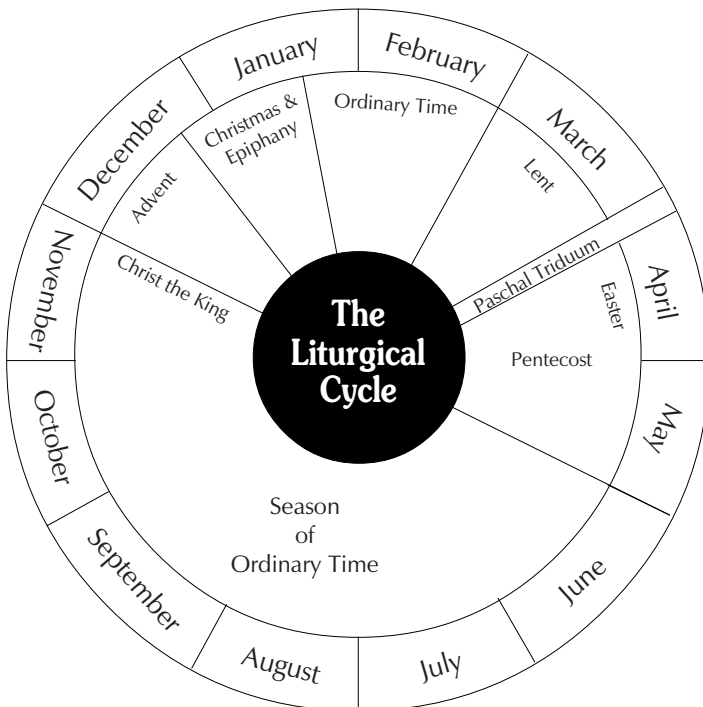 January
February
March
April
May
June
July
August
September
October
November
December
Christmas &
Epiphany
Ordinary Time
Lent
Paschal Triduum
Easter
Pentecost
Season
of
Ordinary Time
Christ the King
Advent
The
Liturgical
Cycle